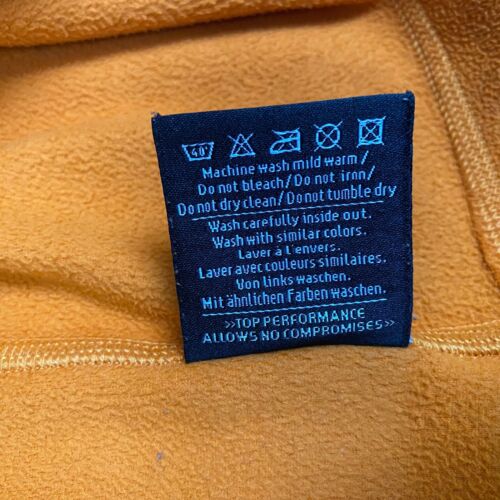 40°
Machine wash mild warm/
Do not bleach/Do not iron/
Do not dry clean/Do not tumble dry
Wash carefully inside out.
Wash with similar colors.
Laver à l'envers.
Laver avec couleurs similaires.
Von links waschen.
Mit ähnlichen Farben waschen.
»TOP PERFORMANCE
ALLOWS NO COMPROMISES»